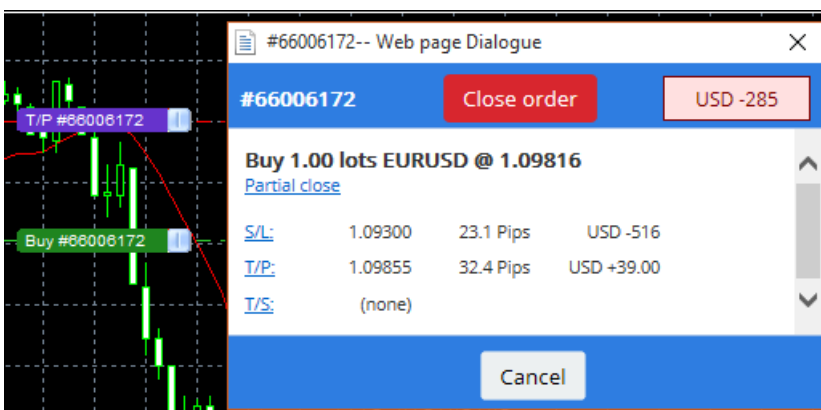 #66006172-- Web page Dialogue
#66006172 Close order USD -285
T/P #66006172
Buy 1.00 lots EURUSD @ 1.09816
Partial close
Buy #66006172
S/L: 1.09300 23.1 Pips USD -516
T/P: 1.09855 32.4 Pips USD +39.00
T/S: (none)
Cancel